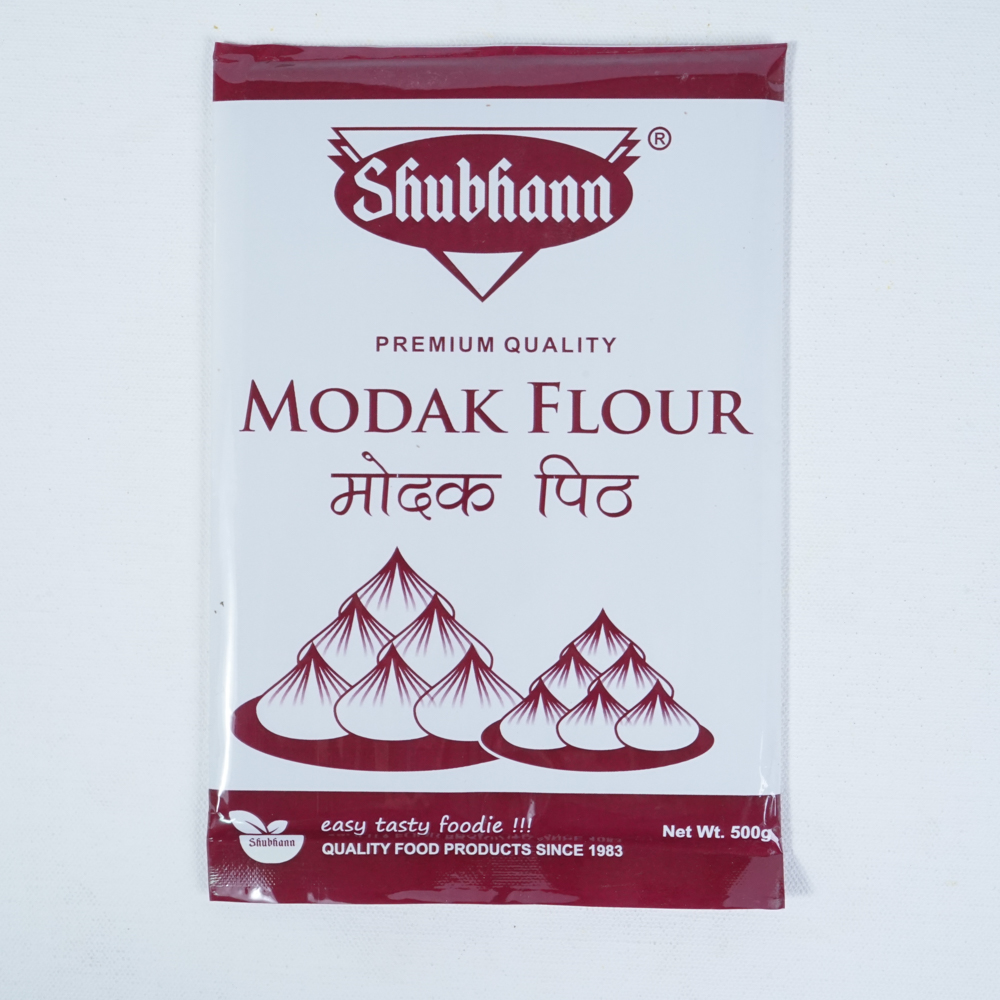 Shubhann ®
PREMIUM QUALITY
MODAK FLOUR
मोदक पिठ
Shubhann
easy tasty foodie !!!
QUALITY FOOD PRODUCTS SINCE 1983
Net Wt. 500g